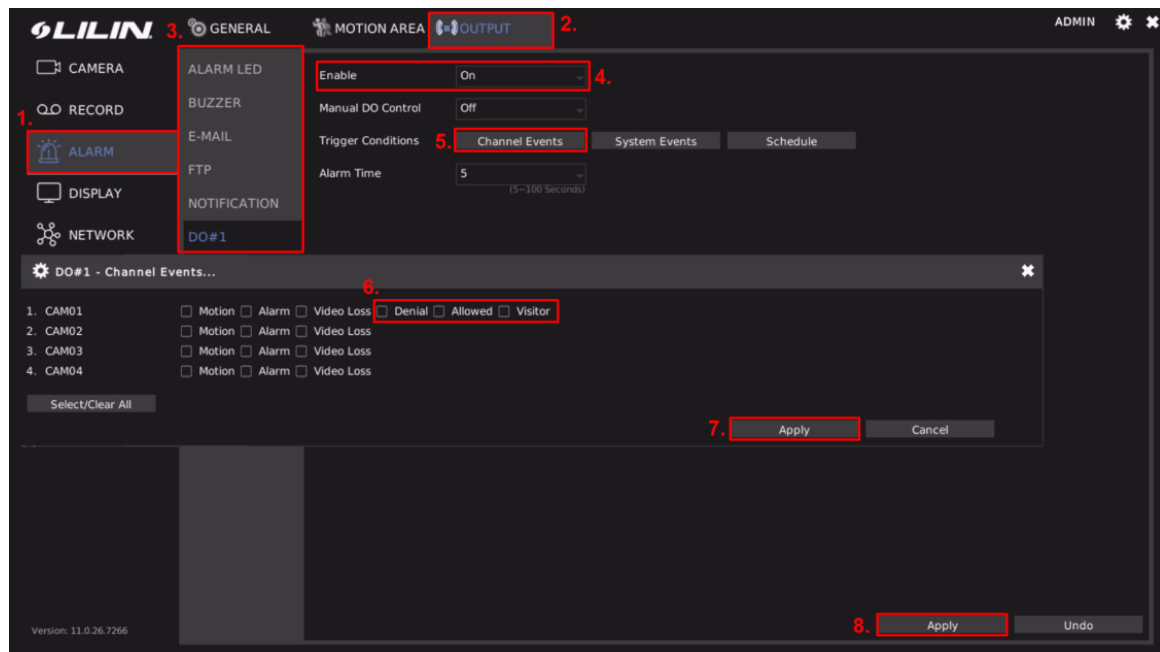 LILIN
3. GENERAL
MOTION AREA
OUTPUT 2.
ADMIN
CAMERA
RECORD
1.
ALARM
DISPLAY
NETWORK
ALARM LED
BUZZER
E-MAIL
FTP
NOTIFICATION
DO#1
Enable On 4.
Manual DO Control Off
Trigger Conditions 5. Channel Events System Events Schedule
Alarm Time 5
(5~100 Seconds)
DO#1 - Channel Events...
6.
1. CAM01 Motion Alarm Video Loss Denial Allowed Visitor
2. CAM02 Motion Alarm Video Loss
3. CAM03 Motion Alarm Video Loss
4. CAM04 Motion Alarm Video Loss
Select/Clear All
7. Apply Cancel
Version: 11.0.26.7266
8. Apply Undo